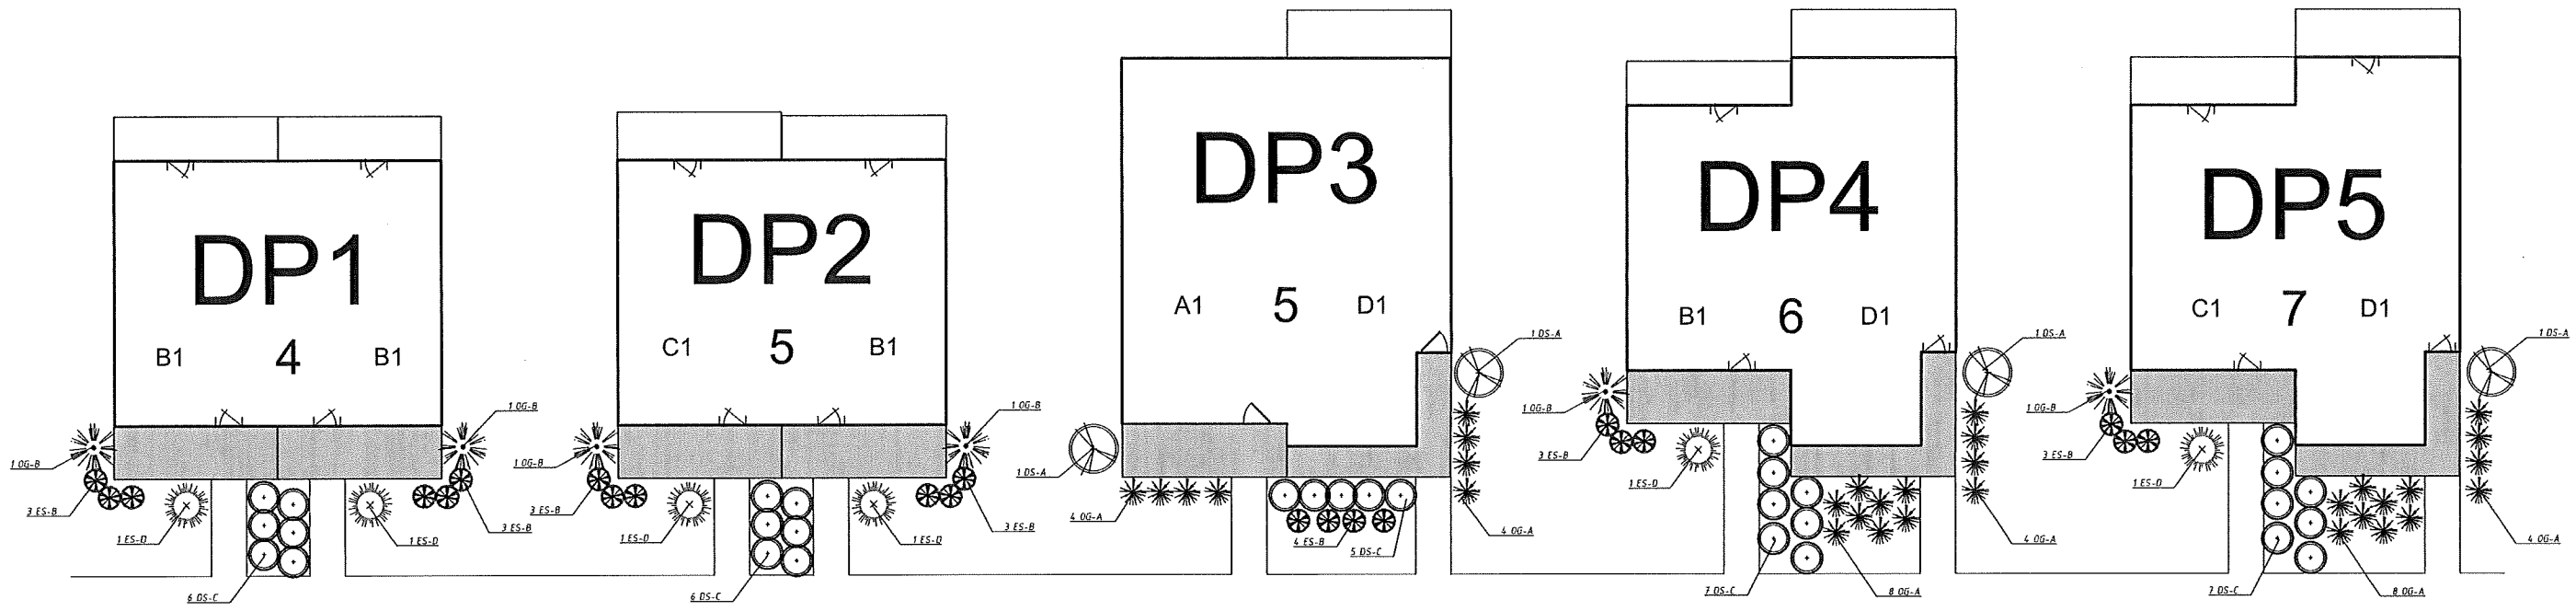 DP1
B1 4 B1
1 OG-B
1 OG-B
3 ES-B
3 ES-B
1 ES-D
1 ES-D
6 DS-C
DP2
C1 5 B1
1 OG-B
1 OG-B
3 ES-B
3 ES-B
1 ES-D
1 ES-D
6 DS-C
DP3
A1 5 D1
1 DS-A
1 DS-A
4 OG-A
4 OG-A
4 ES-B
5 DS-C
DP4
B1 6 D1
1 DS-A
1 OG-B
3 ES-B
1 ES-D
4 OG-A
7 DS-C
8 OG-A
DP5
C1 7 D1
1 DS-A
1 OG-B
3 ES-B
1 ES-D
4 OG-A
7 DS-C
8 OG-A